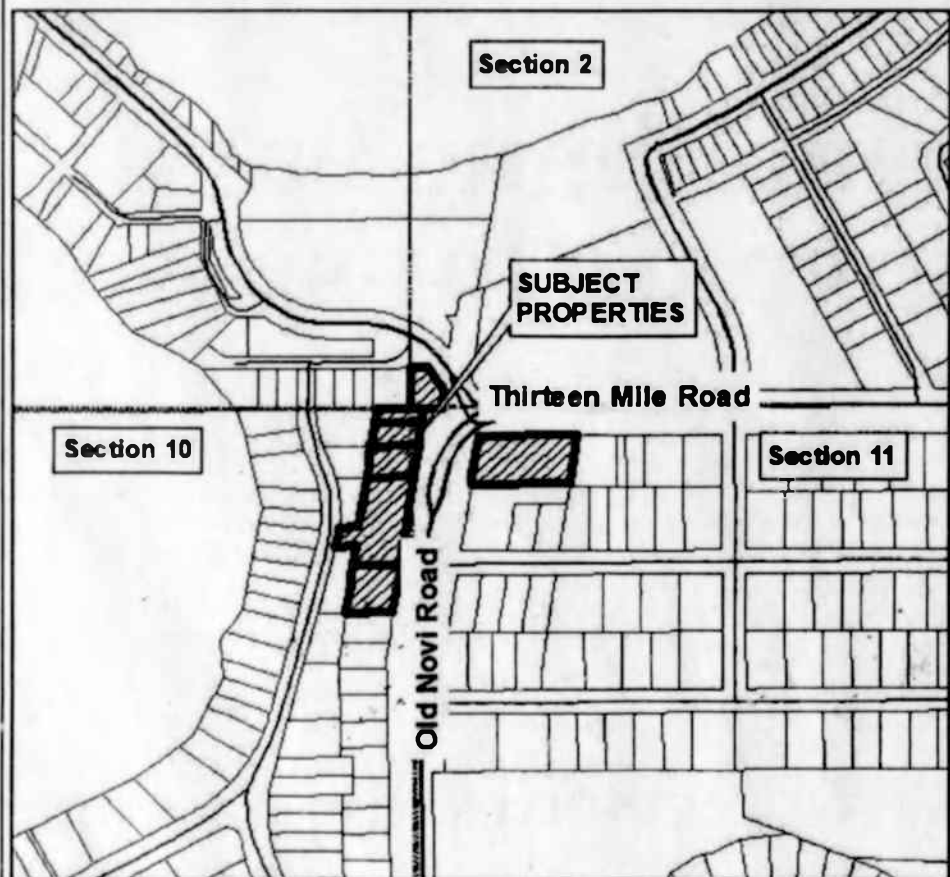 Section 2
SUBJECT
PROPERTIES
Thirteen Mile Road
Section 10
Section 11
Old Novi Road